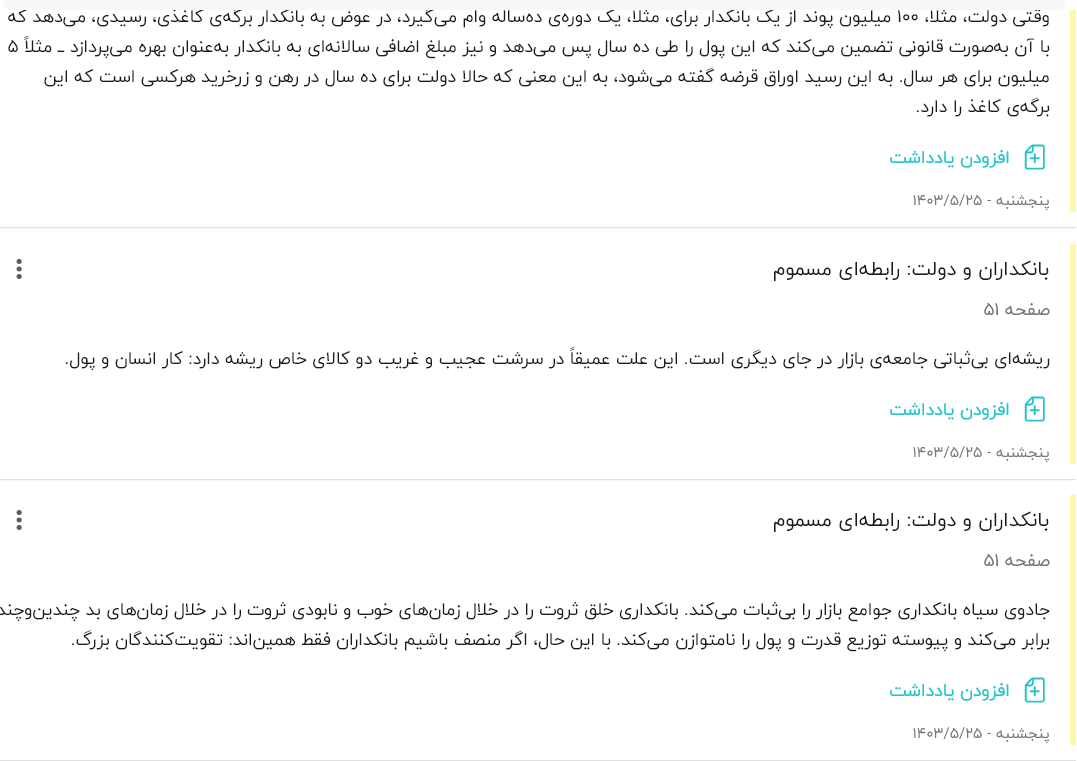 وقتی دولت، مثلا، ۱۰۰ میلیون پوند از یک بانکدار برای، مثلا، یک دوره‌ی ده‌ساله وام می‌گیرد، در عوض به بانکدار برگه‌ی کاغذی، رسیدی، می‌دهد که
با آن به‌صورت قانونی تضمین می‌کند که این پول را طی ده سال پس می‌دهد و نیز مبلغ اضافی سالانه‌ای به بانکدار به‌عنوان بهره می‌پردازد ـ مثلاً ۵
میلیون برای هر سال. به این رسید اوراق قرضه گفته می‌شود، به این معنی که حالا دولت برای ده سال در رهن و زرخرید هرکسی است که این
برگه‌ی کاغذ را دارد.
افزودن یادداشت
پنجشنبه - ۱۴۰۳/۵/۲۵
بانکداران و دولت: رابطه‌ای مسموم
صفحه ۵۱
ریشه‌ای بی‌ثباتی جامعه‌ی بازار در جای دیگری است. این علت عمیقاً در سرشت عجیب و غریب دو کالای خاص ریشه دارد: کار انسان و پول.
افزودن یادداشت
پنجشنبه - ۱۴۰۳/۵/۲۵
بانکداران و دولت: رابطه‌ای مسموم
صفحه ۵۱
جادوی سیاه بانکداری جوامع بازار را بی‌ثبات می‌کند. بانکداری خلق ثروت را در خلال زمان‌های خوب و نابودی ثروت را در خلال زمان‌های بد چندین‌وچند
برابر می‌کند و پیوسته توزیع قدرت و پول را نامتوازن می‌کند. با این حال، اگر منصف باشیم بانکداران فقط همین‌اند: تقویت‌کنندگان بزرگ.
افزودن یادداشت
پنجشنبه - ۱۴۰۳/۵/۲۵